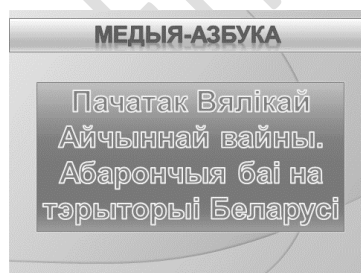 МЕДЫЯ-АЗБУКА
Пачатак Вялікай
Айчыннай вайны.
Абарончыя баі на
тэрыторыі Беларусі